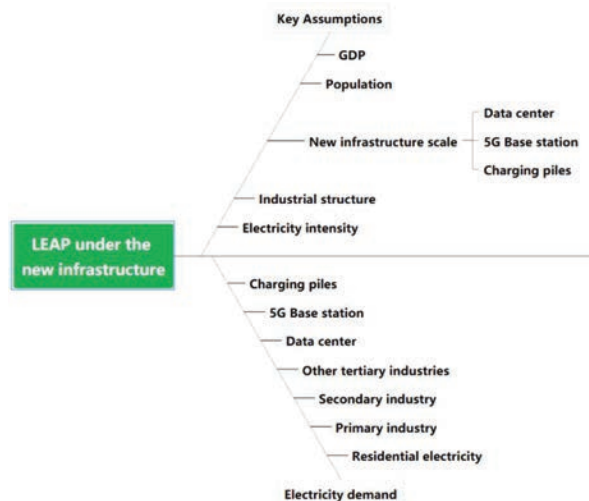 Key Assumptions
GDP
Population
New infrastructure scale
Data center
5G Base station
Charging piles
Industrial structure
Electricity intensity
LEAP under the
new infrastructure
Charging piles
5G Base station
Data center
Other tertiary industries
Secondary industry
Primary industry
Residential electricity
Electricity demand